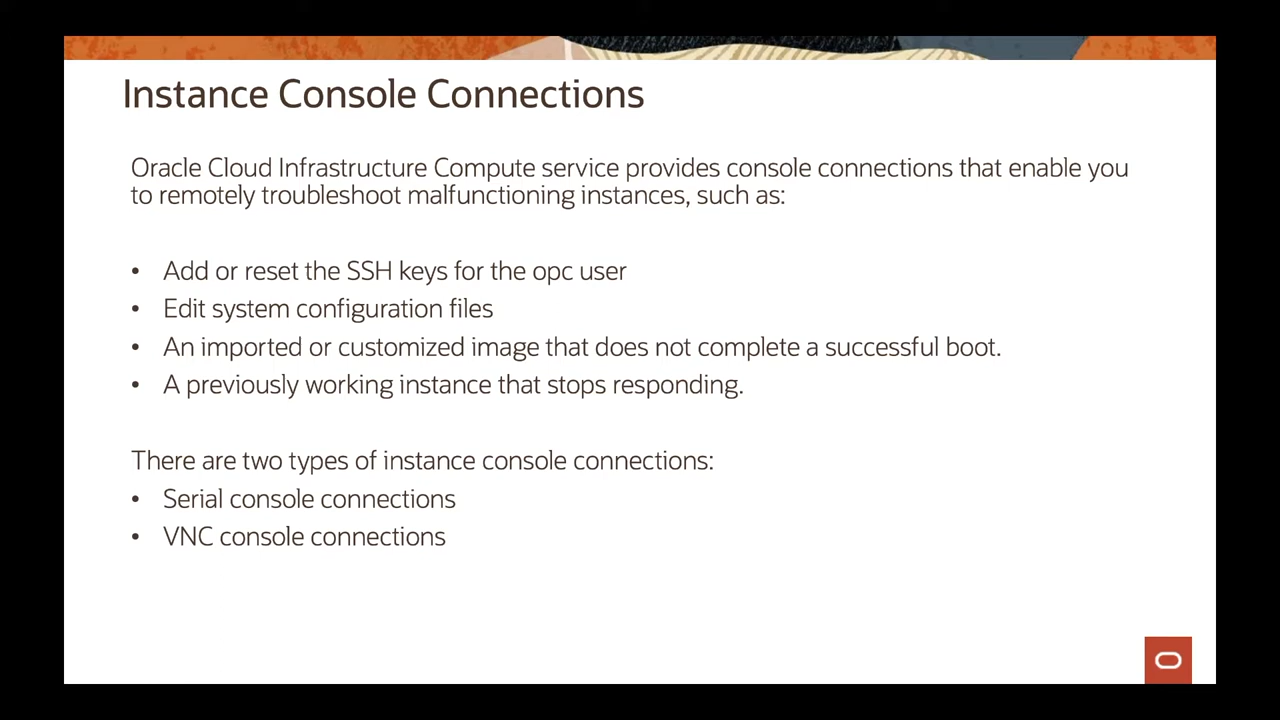 Instance Console Connections
Oracle Cloud Infrastructure Compute service provides console connections that enable you
to remotely troubleshoot malfunctioning instances, such as:
• Add or reset the SSH keys for the opc user
• Edit system configuration files
• An imported or customized image that does not complete a successful boot.
• A previously working instance that stops responding.
There are two types of instance console connections:
• Serial console connections
• VNC console connections